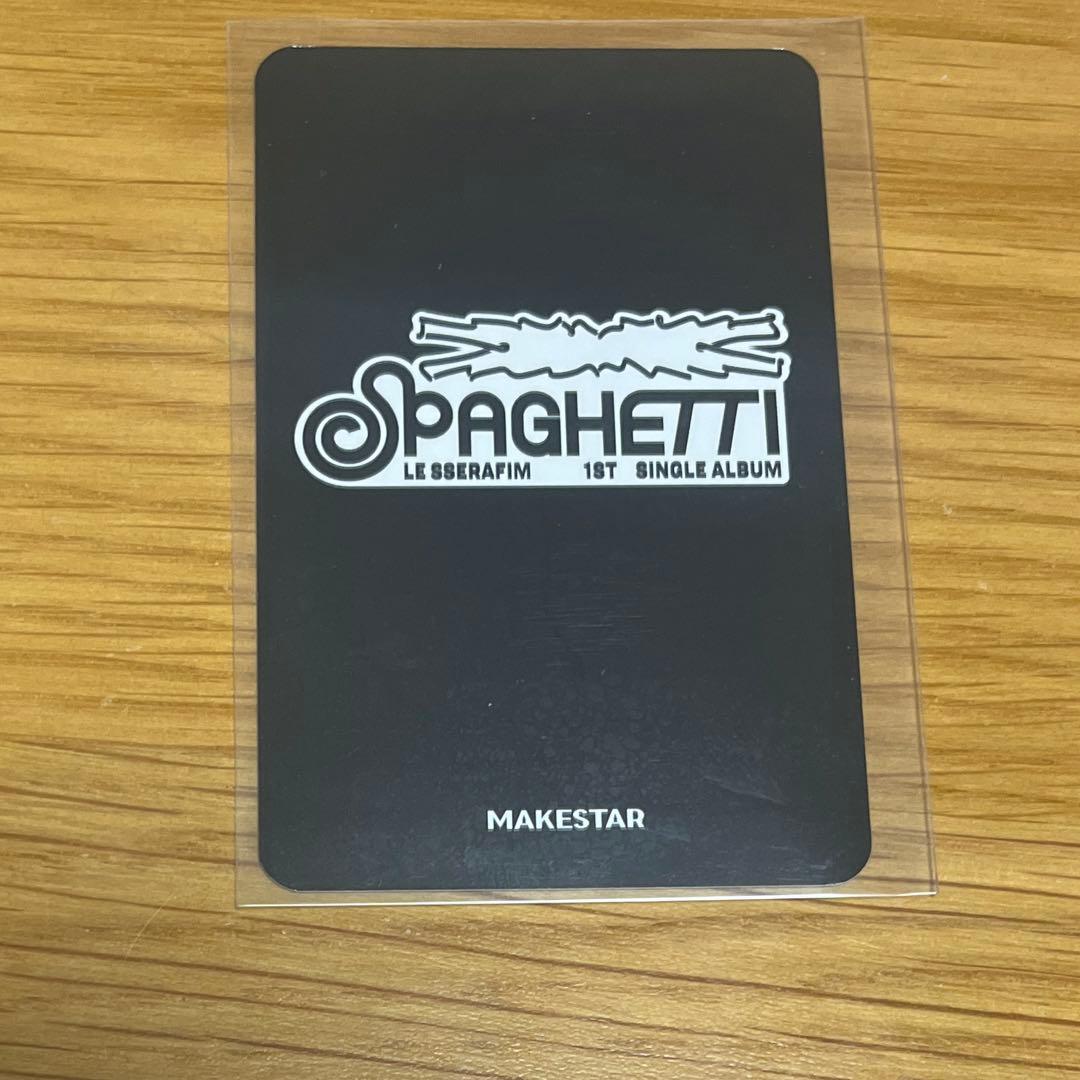 SPAGHETTI
LE SSERAFIM 1ST SINGLE ALBUM
MAKESTAR